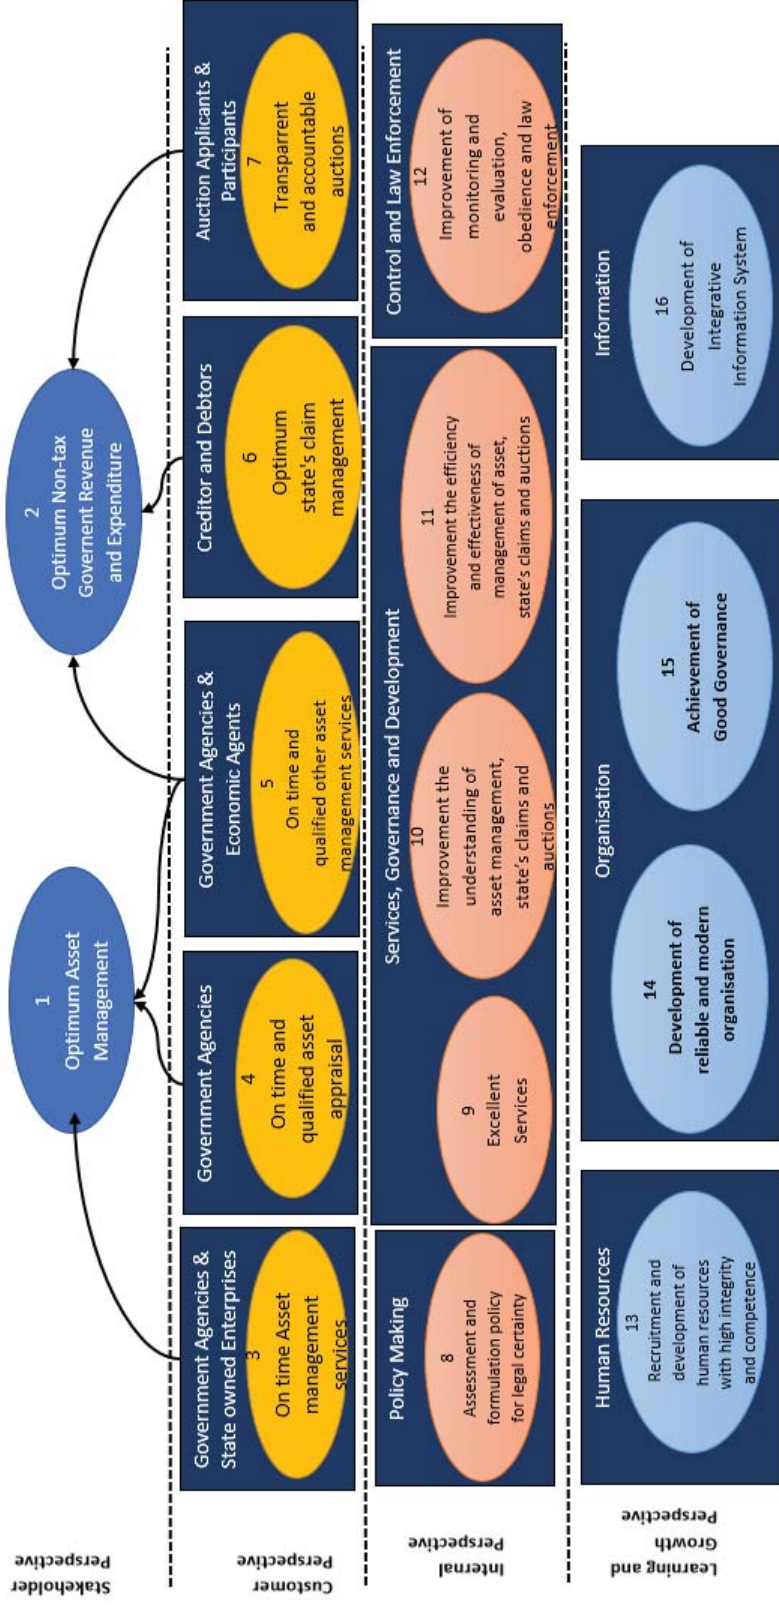 Stakeholder
Perspective
1
Optimum Asset
Management
2
Optimum Non-tax
Governent Revenue
and Expenditure
Customer
Perspective
Government Agencies &
State owned Enterprises
3
On time Asset
management
services
Government Agencies
4
On time and
qualified asset
appraisal
Government Agencies &
Economic Agents
5
On time and
qualified other asset
management services
Creditor and Debtors
6
Optimum
state's claim
management
Auction Applicants &
Participants
7
Transparrent
and accountable
auctions
Internal
Perspective
Policy Making
8
Assessment and
formulation policy
for legal certainty
Services, Governance and Development
9
Excellent
Services
10
Improvement the
understanding of
asset management,
state's claims and
auctions
11
Improvement the efficiency
and effectiveness of
management of asset,
state's claims and auctions
Control and Law Enforcement
12
Improvement of
monitoring and
evaluation,
obedience and law
enforcement
Learning and
Growth
Perspective
Human Resources
13
Recruitment and
development of
human resources
with high integrity
and competence
Organisation
14
Development of
reliable and modern
organisation
15
Achievement of
Good Governance
Information
16
Development of
Integrative
Information System